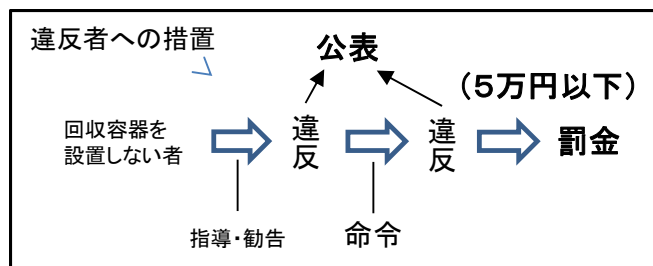 違反者への措置
公表
（５万円以下）
回収容器を
設置しない者
違反
違反
罰金
指導・勧告
命令